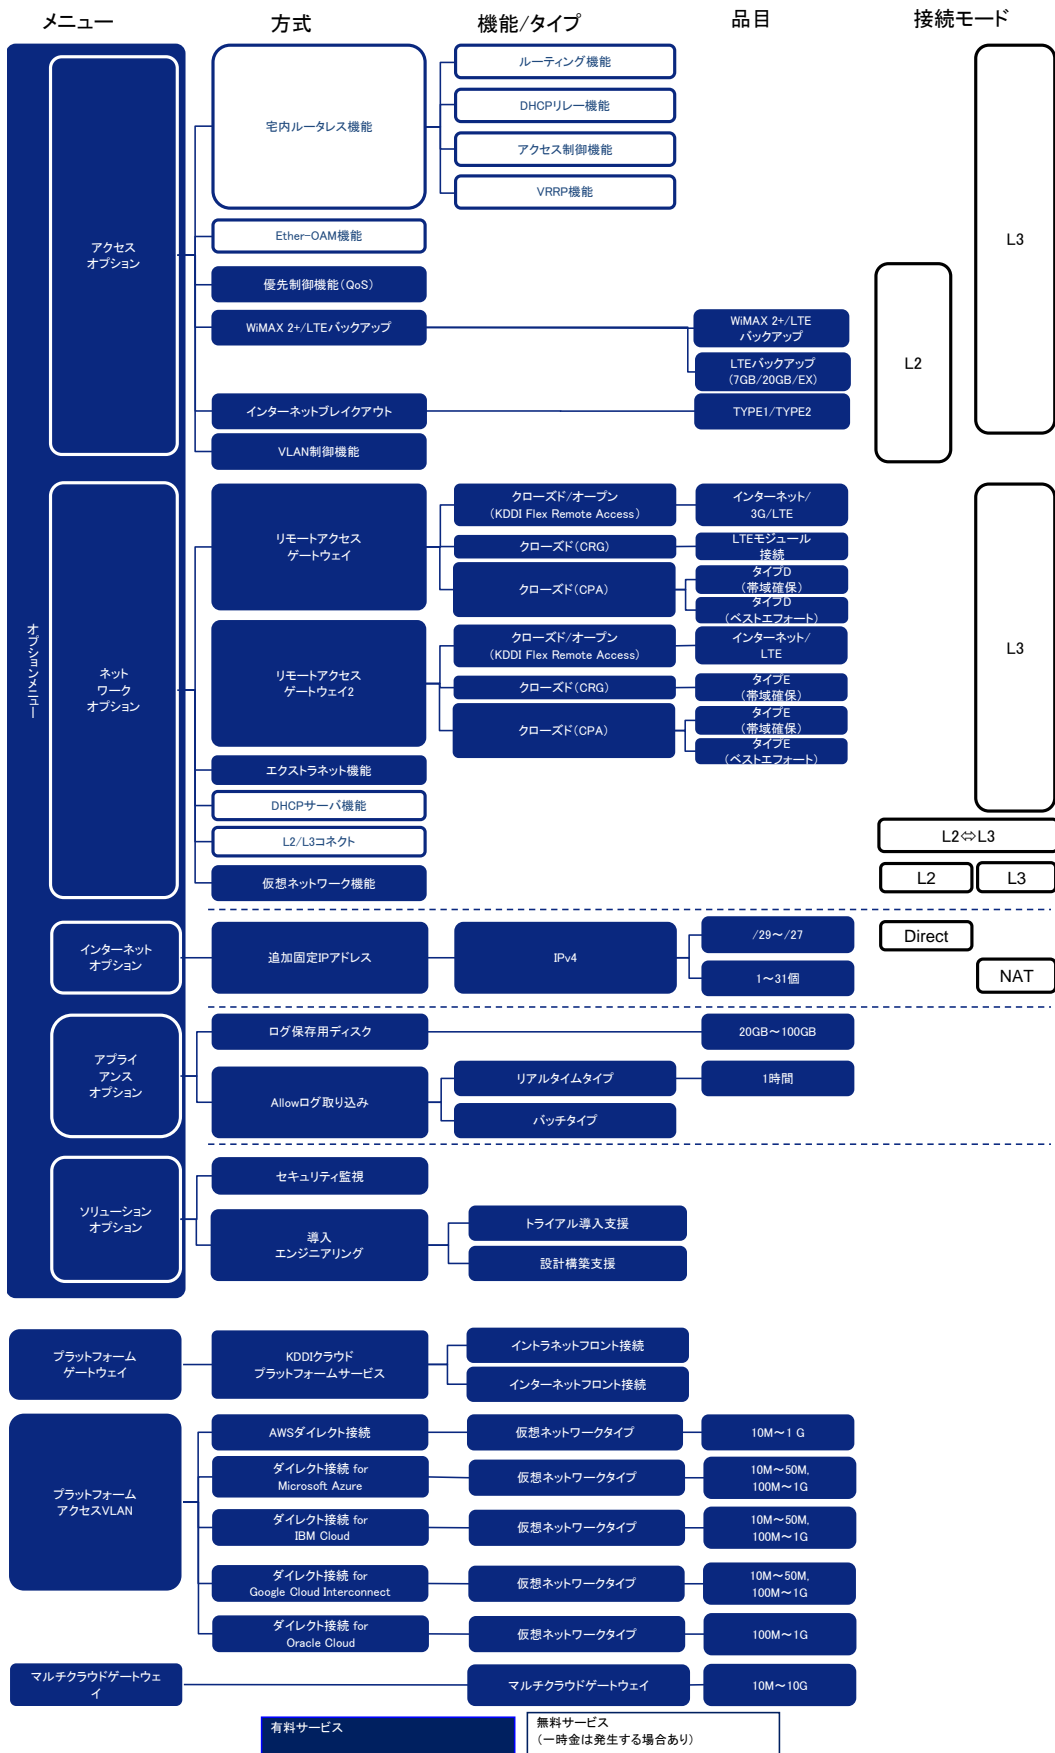 メニュー
方式
機能/タイプ
品目
接続モード
オプションメニュー
アクセス
オプション
宅内ルータレス機能
ルーティング機能
DHCPリレー機能
アクセス制御機能
VRRP機能
Ether-OAM機能
優先制御機能(QoS)
WiMAX 2+/LTEバックアップ
WiMAX 2+/LTE
バックアップ
LTEバックアップ
(7GB/20GB/EX)
インターネットブレイクアウト
TYPE1/TYPE2
VLAN制御機能
L2
L3
ネット
ワーク
オプション
リモートアクセス
ゲートウェイ
クローズド/オープン
(KDDI Flex Remote Access)
インターネット/
3G/LTE
クローズド(CRG)
LTEモジュール
接続
クローズド(CPA)
タイプD
(帯域確保)
タイプD
(ベストエフォート)
リモートアクセス
ゲートウェイ2
クローズド/オープン
(KDDI Flex Remote Access)
インターネット/
LTE
クローズド(CRG)
タイプE
(帯域確保)
クローズド(CPA)
タイプE
(帯域確保)
タイプE
(ベストエフォート)
エクストラネット機能
DHCPサーバ機能
L2/L3コネクト
仮想ネットワーク機能
L3
L2⇔L3
L2
L3
インターネット
オプション
追加固定IPアドレス
IPv4
/29～/27
1～31個
Direct
NAT
アプライ
アンス
オプション
ログ保存用ディスク
20GB～100GB
Allowログ取り込み
リアルタイムタイプ
1時間
バッチタイプ
ソリューション
オプション
セキュリティ監視
導入
エンジニアリング
トライアル導入支援
設計構築支援
プラットフォーム
ゲートウェイ
KDDIクラウド
プラットフォームサービス
イントラネットフロント接続
インターネットフロント接続
プラットフォーム
アクセスVLAN
AWSダイレクト接続
仮想ネットワークタイプ
10M～1 G
ダイレクト接続 for
Microsoft Azure
仮想ネットワークタイプ
10M～50M,
100M～1G
ダイレクト接続 for
IBM Cloud
仮想ネットワークタイプ
10M～50M,
100M～1G
ダイレクト接続 for
Google Cloud Interconnect
仮想ネットワークタイプ
10M～50M,
100M～1G
ダイレクト接続 for
Oracle Cloud
仮想ネットワークタイプ
100M～1G
マルチクラウドゲートウェ
イ
マルチクラウドゲートウェイ
10M～10G
有料サービス
無料サービス
(一時金は発生する場合あり)